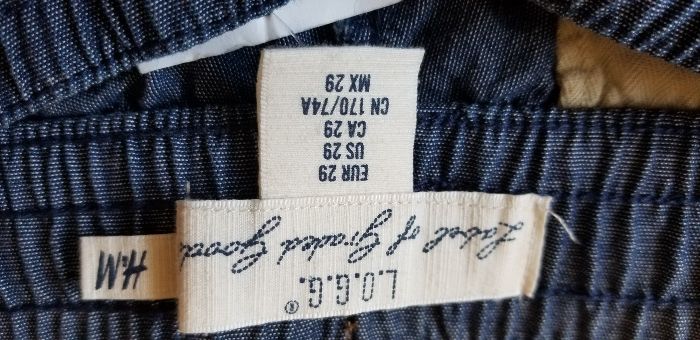 L.O.G.G.®
Label of Graded Goods
H&M
EUR 29
US 29
CA 29
CN 170/74A
MX 29